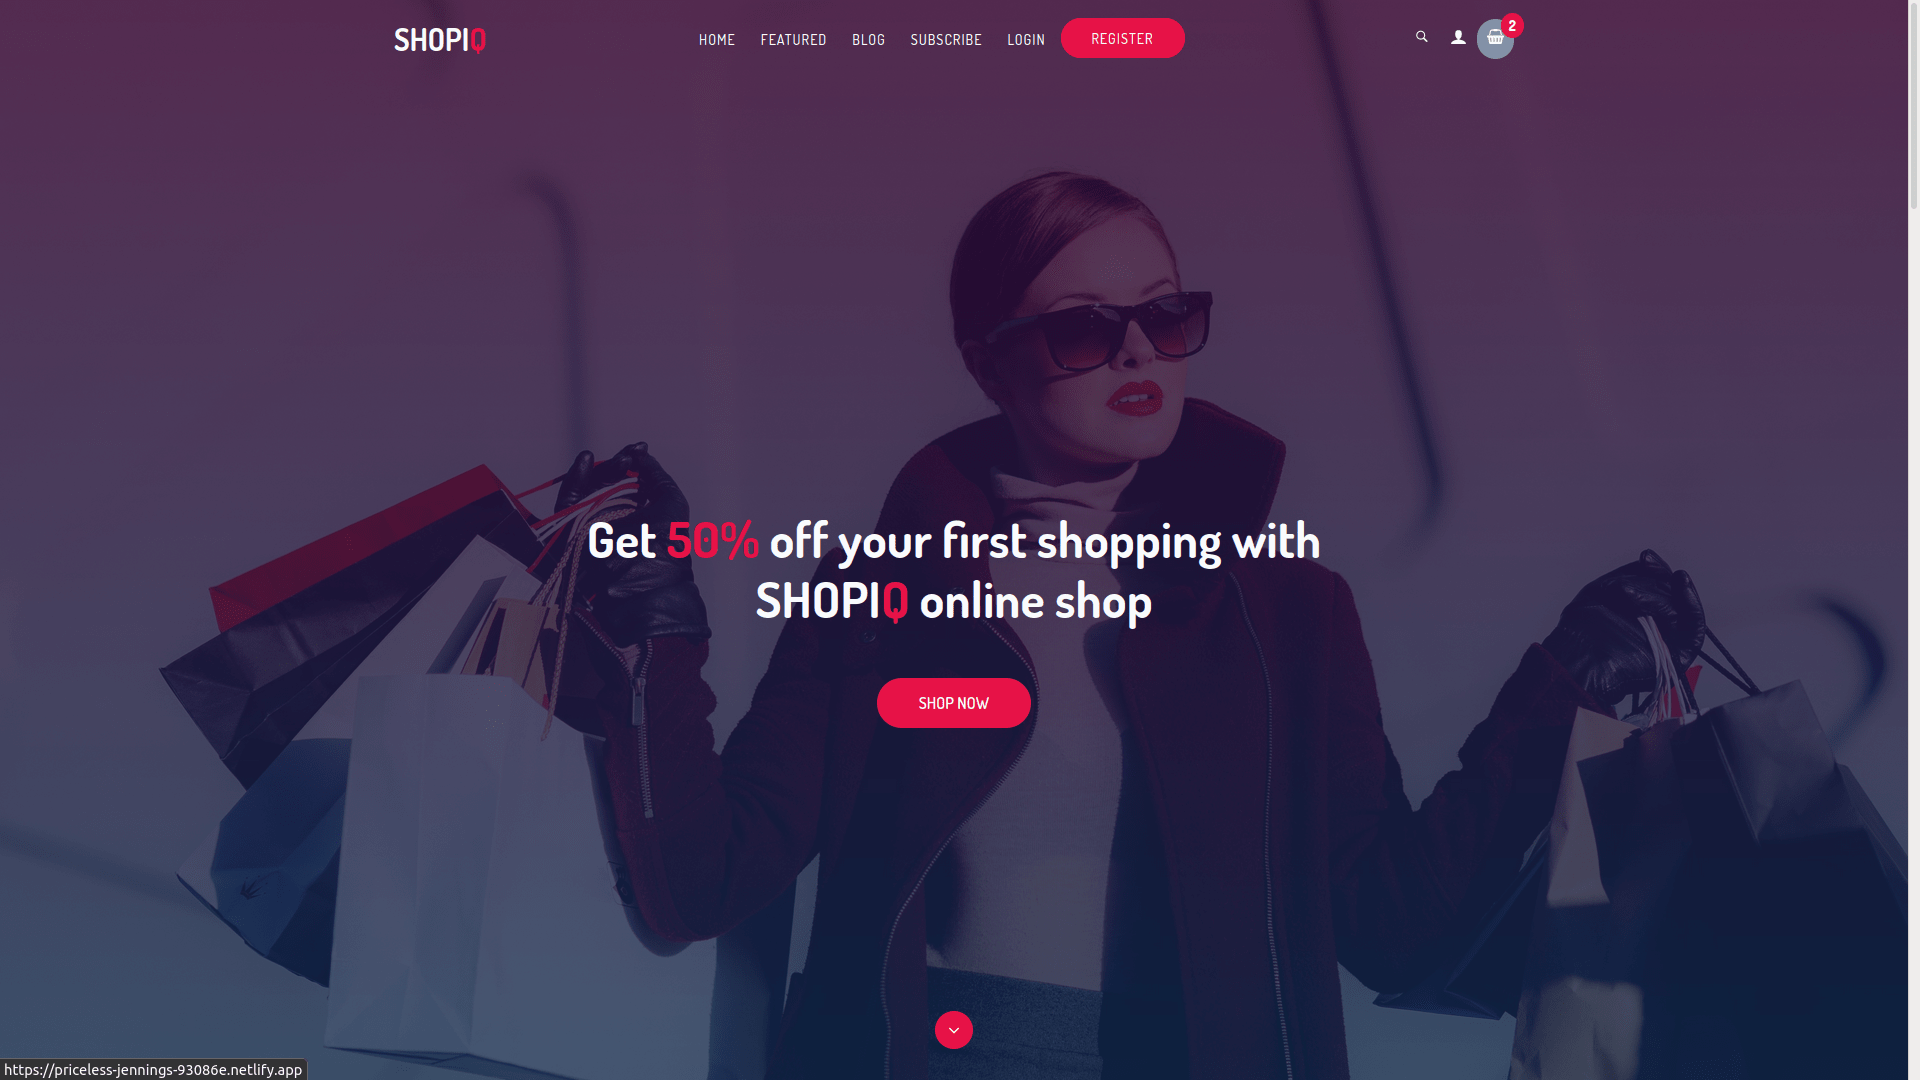 SHOPIQ
HOME FEATURED BLOG SUBSCRIBE LOGIN REGISTER
2
Get 50% off your first shopping with
SHOPIQ online shop
SHOP NOW
https://priceless-jennings-93086e.netlify.app